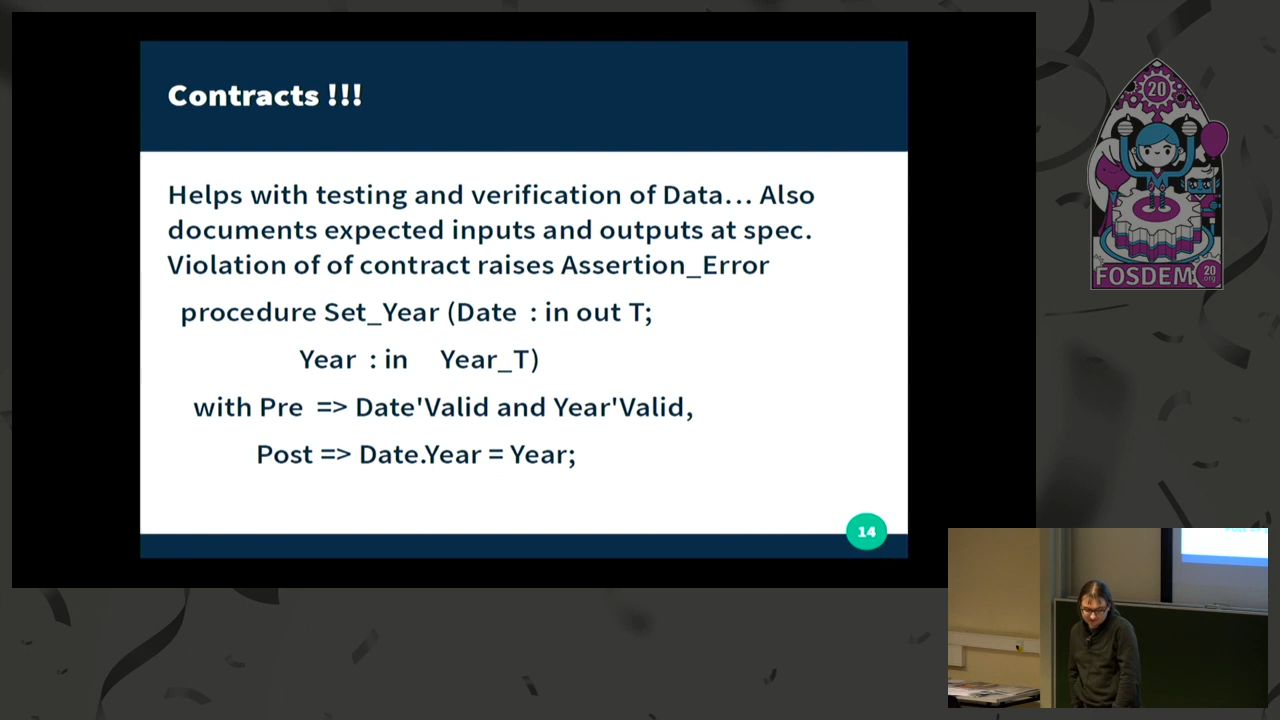 Contracts !!!
Helps with testing and verification of Data... Also
documents expected inputs and outputs at spec.
Violation of of contract raises Assertion_Error
procedure Set_Year (Date : in out T;
Year : in Year_T)
with Pre => Date'Valid and Year'Valid,
Post => Date.Year = Year;
14
20
FOSDEM
20
.org